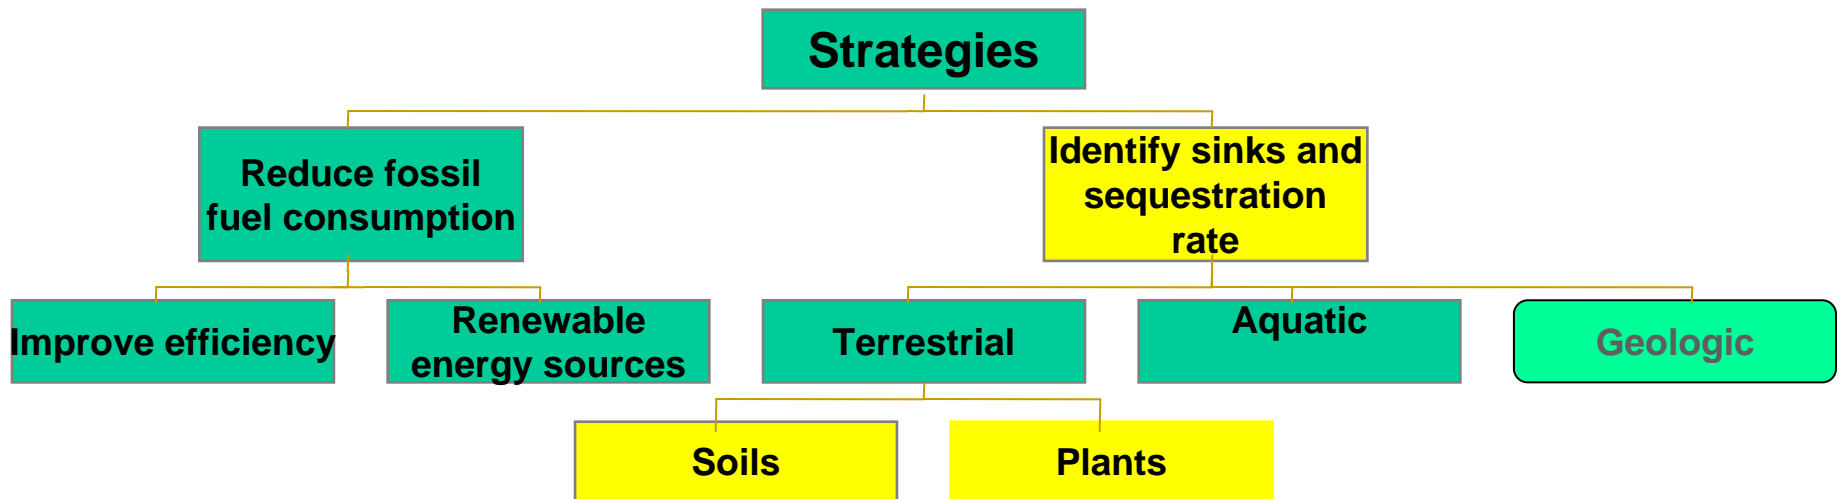 Strategies
Reduce fossil
fuel consumption
Identify sinks and
sequestration
rate
Improve efficiency
Renewable
energy sources
Terrestrial
Aquatic
Geologic
Soils
Plants